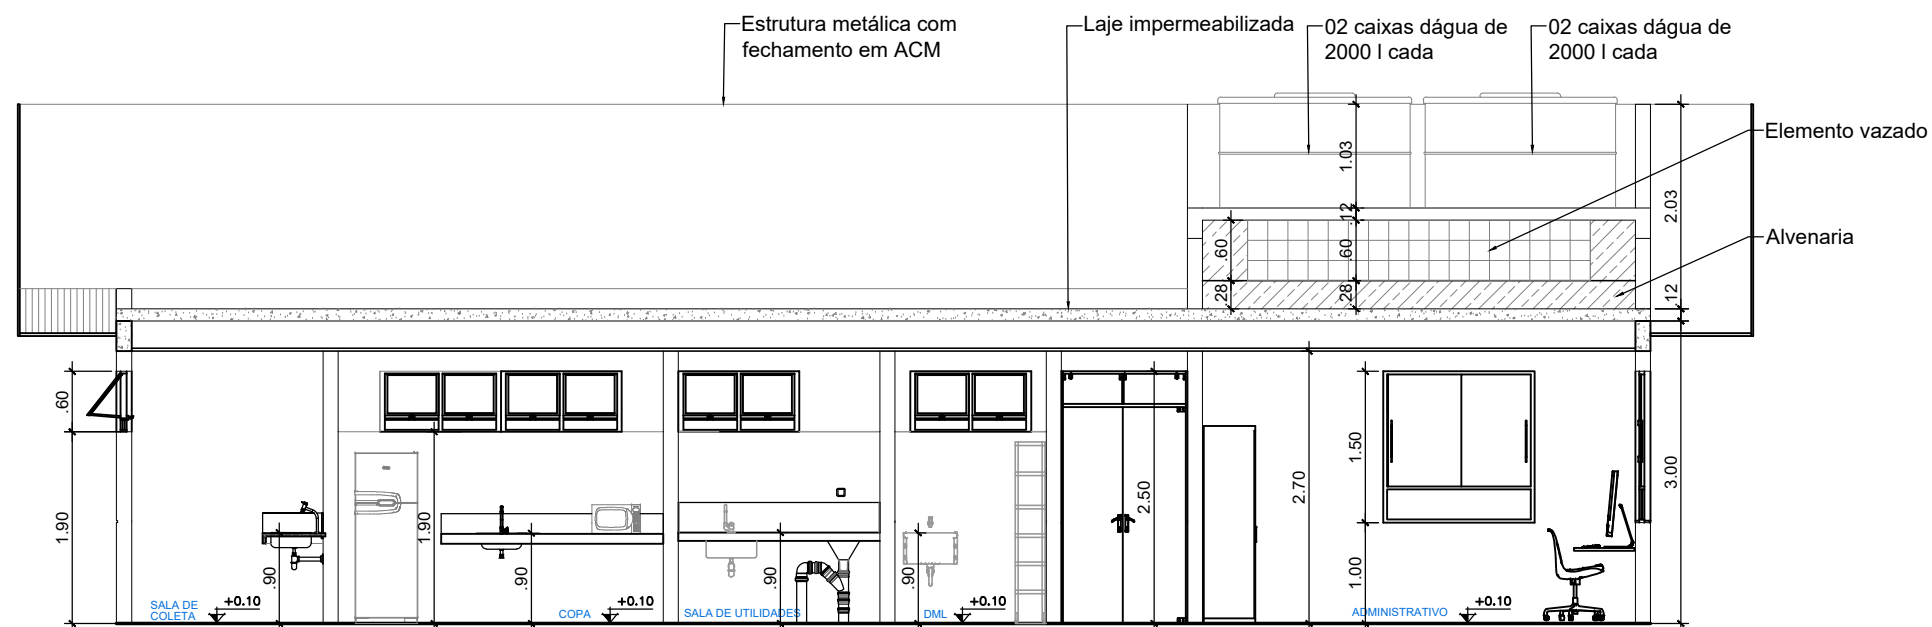 Estrutura metálica com
fechamento em ACM
Laje impermeabilizada
02 caixas dágua de
2000 l cada
02 caixas dágua de
2000 l cada
Elemento vazado
Alvenaria
1.03
.12
.60
.60
.28
.28
2.03
.12
.60
1.90
1.90
.90
.90
.90
.90
2.50
2.70
1.50
1.00
3.00
SALA DE
COLETA
+0.10
COPA
+0.10
SALA DE UTILIDADES
DML
+0.10
ADMINISTRATIVO
+0.10